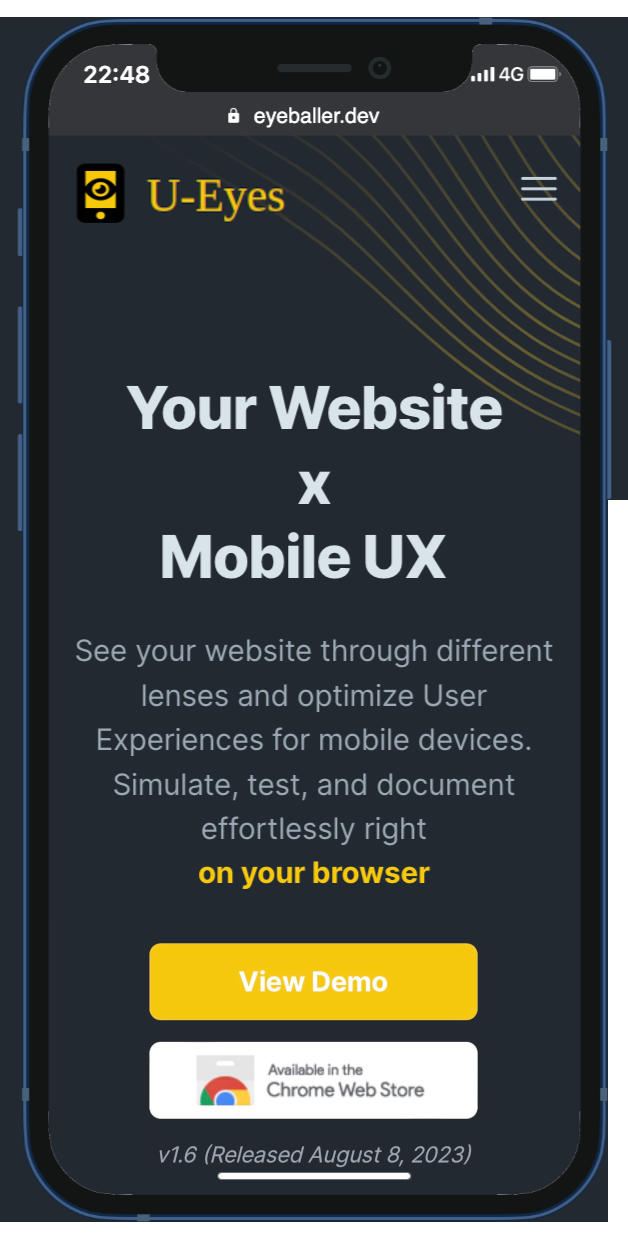 22:48
4G
eyeballer.dev
U-Eyes
Your Website
x
Mobile UX
See your website through different
lenses and optimize User
Experiences for mobile devices.
Simulate, test, and document
effortlessly right
on your browser
View Demo
Available in the
Chrome Web Store
v1.6 (Released August 8, 2023)